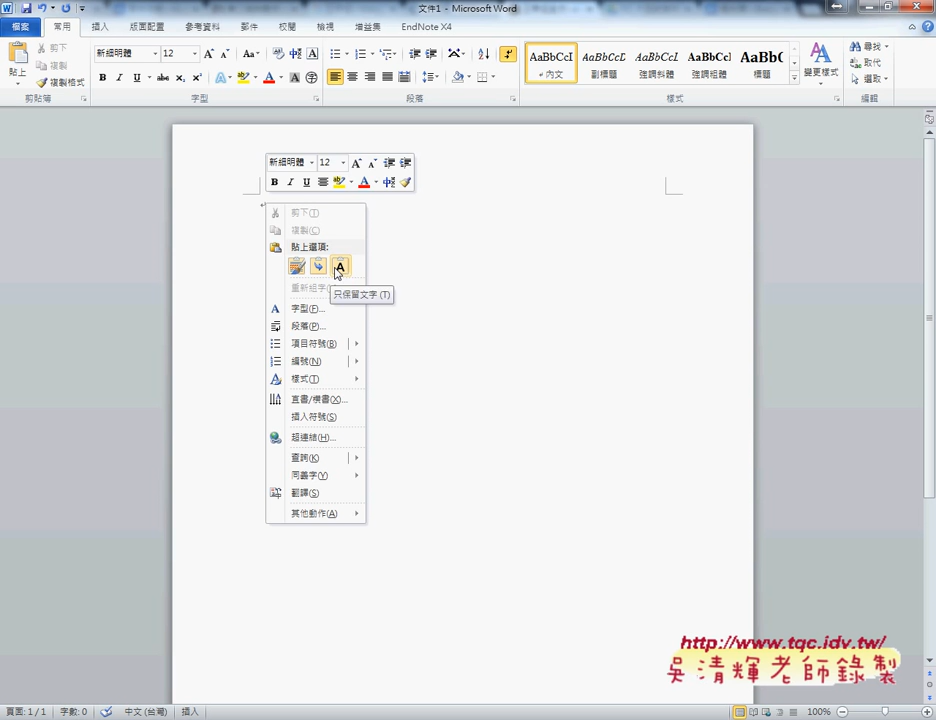 文件1 - Microsoft Word
檔案 常用 插入 版面配置 參考資料 郵件 校閱 檢視 增益集 EndNote X4
貼上 剪下 複製 複製格式 剪貼簿
新細明體 12 字型
段落
AaBbCcI AaBbCcD AaBbCcD AaBbCcI AaBbC
內文 副標題 強調斜體 強調粗體 標題
變更樣式 樣式
尋找 取代 選取 編輯
新細明體 12
剪下(T)
複製(C)
貼上選項:
只保留文字 (T)
字型(F)...
段落(P)...
項目符號(B)
編號(N)
樣式(T)
直書/橫書(X)...
插入符號(S)
超連結(H)...
查詢(K)
同義字(Y)
翻譯(S)
其他動作(A)
http://www.tqc.idv.tw/
吳清輝老師錄製
頁面: 1/1 字數: 0 中文 (台灣) 插入 100%